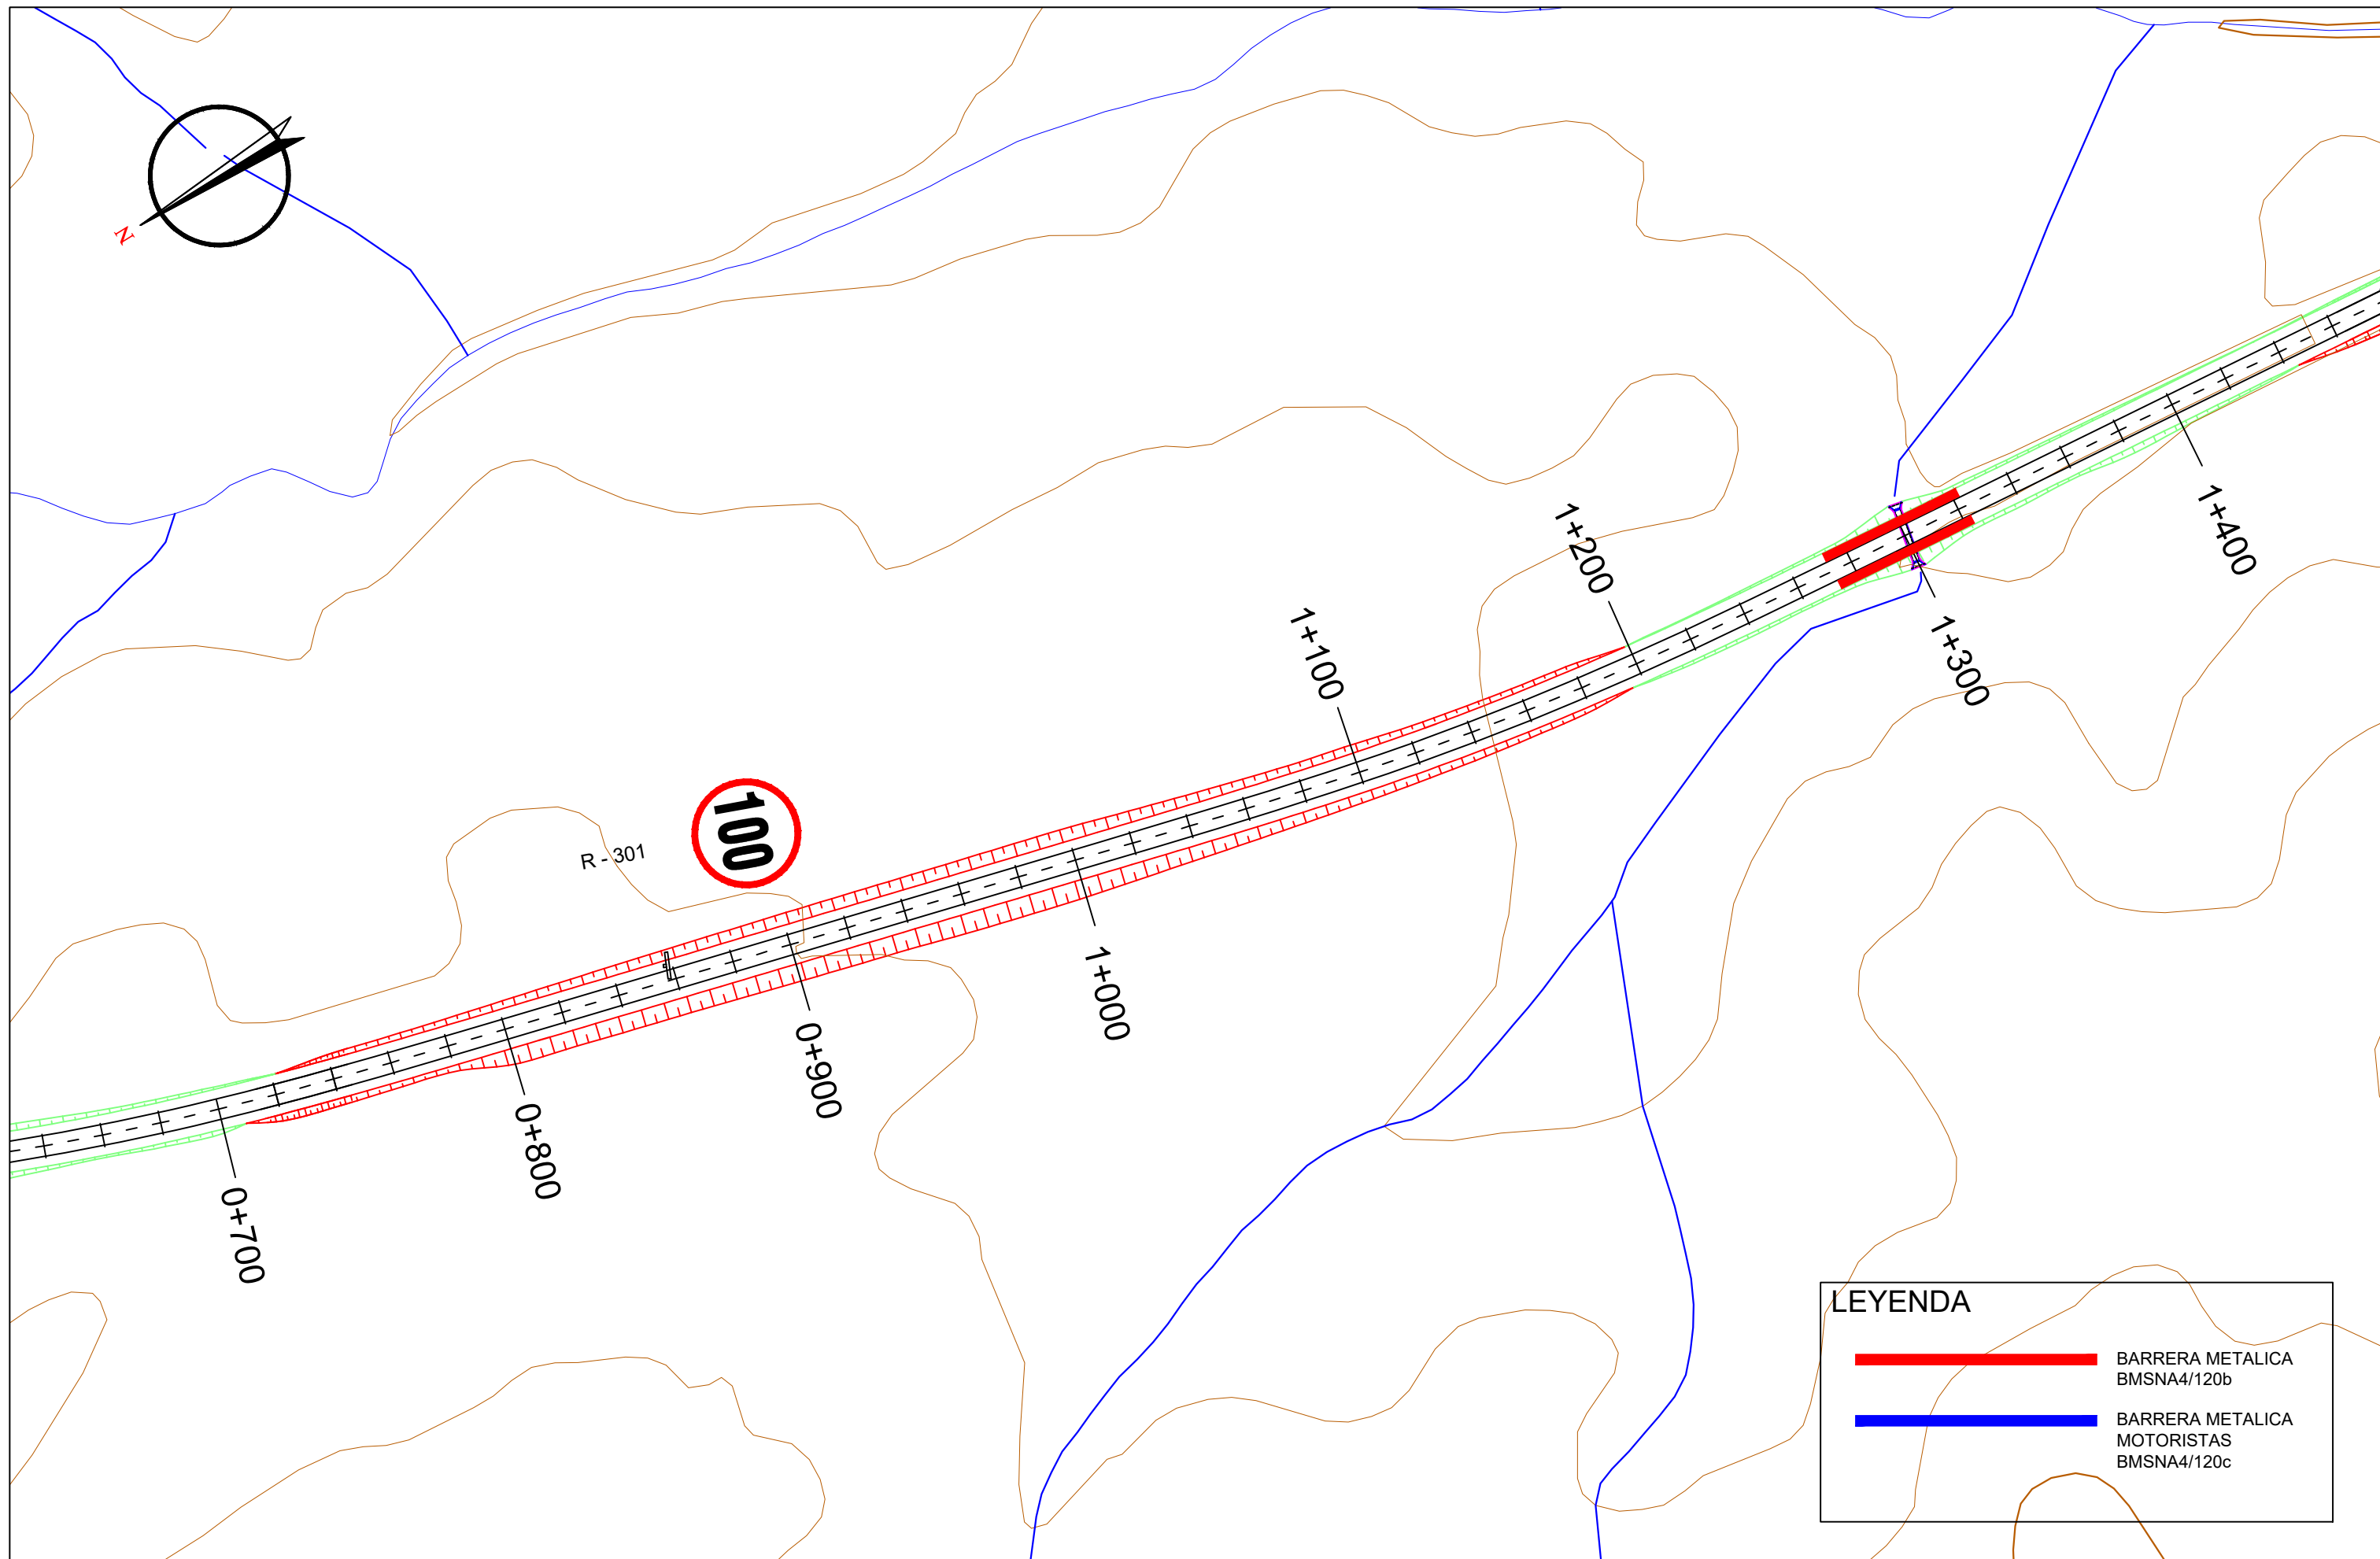 N
1+400
1+200
1+300
1+100
100
R - 301
1+000
0+900
0+800
0+700
LEYENDA
BARRERA METALICA
BMSNA4/120b
BARRERA METALICA
MOTORISTAS
BMSNA4/120c